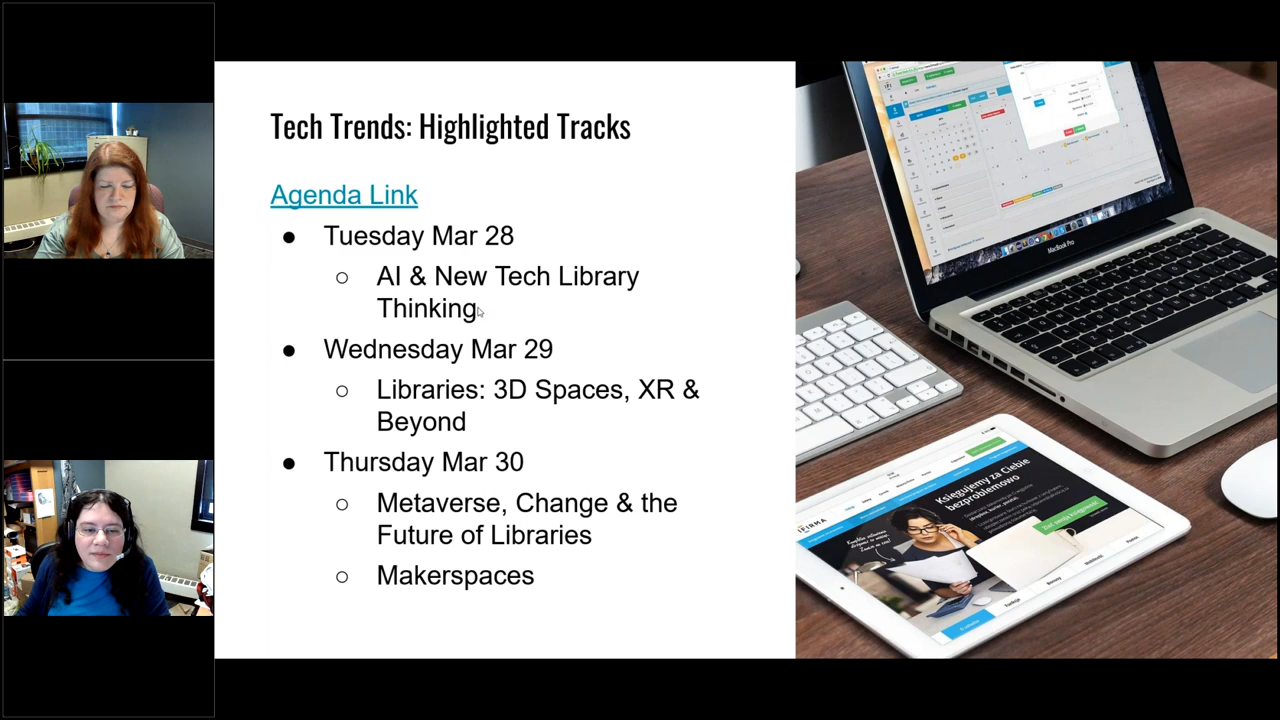 Tech Trends: Highlighted Tracks
Agenda Link
● Tuesday Mar 28
○ AI & New Tech Library
Thinking
● Wednesday Mar 29
○ Libraries: 3D Spaces, XR &
Beyond
● Thursday Mar 30
○ Metaverse, Change & the
Future of Libraries
○ Makerspaces
MacBook Pro
IFIRMA
Księgujemy za Ciebie
bezproblemowo